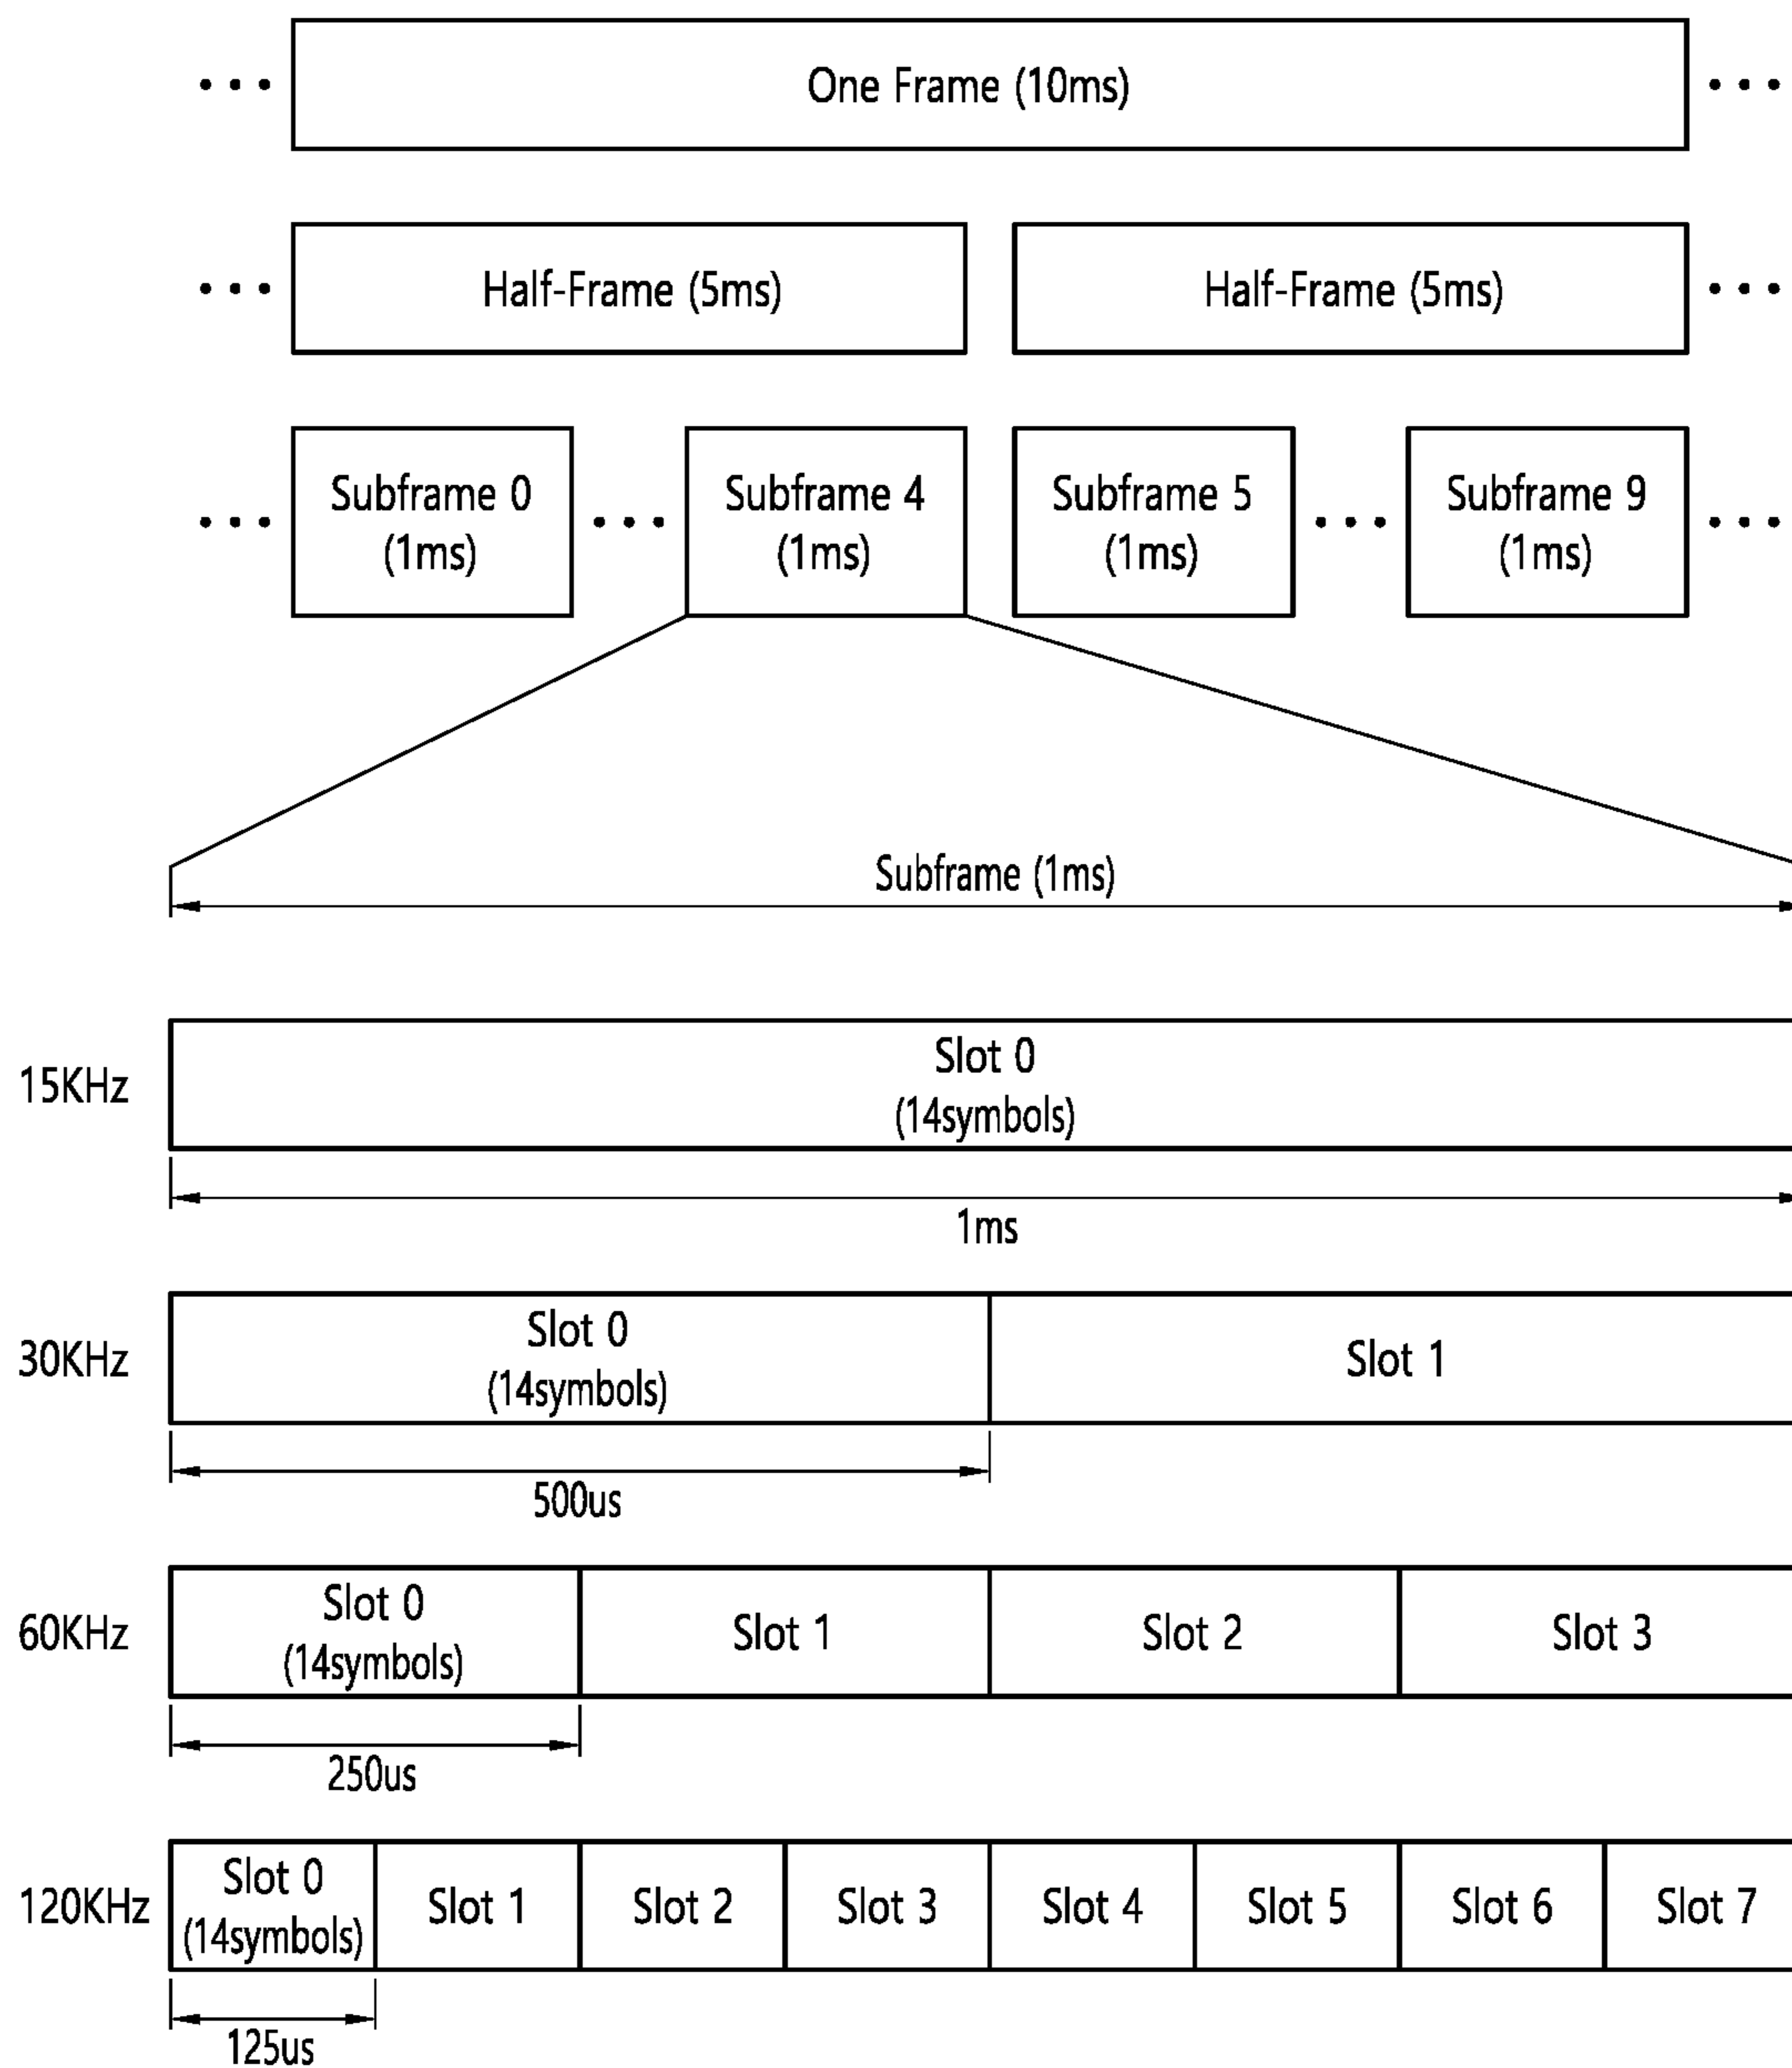 ••• One Frame (10ms) •••
••• Half-Frame (5ms) Half-Frame (5ms) •••
Subframe 0 Subframe 4 Subframe 5 Subframe 9
••• ••• ••• •••
(1ms) (1ms) (1ms) (1ms)
Subframe (1ms)
Slot 0
15KHz
(14symbols)
1ms
Slot 0
30KHz Slot 1
(14symbols)
500us
Slot 0
60KHz Slot 1 Slot 2 Slot 3
(14symbols)
250us
Slot 0
120KHz Slot 1 Slot 2 Slot 3 Slot 4 Slot 5 Slot 6 Slot 7
(14symbols)
125us